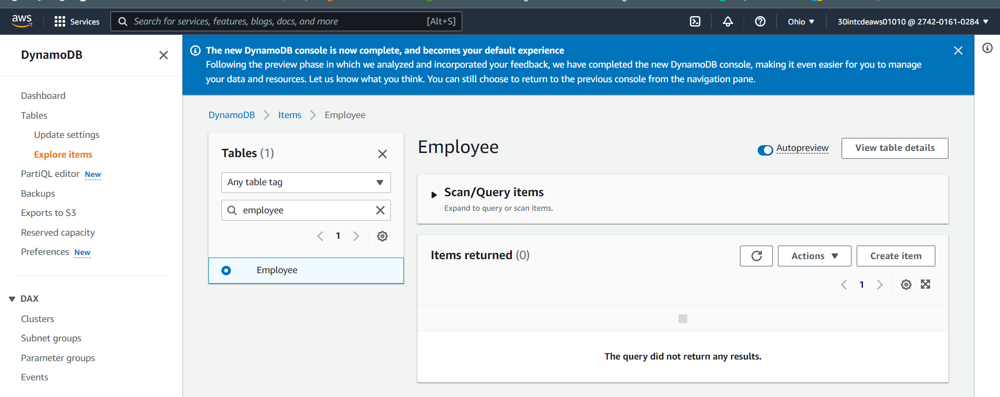 aws
Services
Search for services, features, blogs, docs, and more
[Alt+S]
Ohio
30intcdeaws01010 @ 2742-0161-0284
DynamoDB
Dashboard
Tables
Update settings
Explore items
PartiQL editor New
Backups
Exports to S3
Reserved capacity
Preferences New
DAX
Clusters
Subnet groups
Parameter groups
Events
The new DynamoDB console is now complete, and becomes your default experience
Following the preview phase in which we analyzed and incorporated your feedback, we have completed the new DynamoDB console, making it even easier for you to manage
your data and resources. Let us know what you think. You can still choose to return to the previous console from the navigation pane.
DynamoDB
Items
Employee
Tables (1)
Any table tag
employee
1
Employee
Employee
Autopreview
View table details
Scan/Query items
Expand to query or scan items.
Items returned (0)
Actions
Create item
1
The query did not return any results.